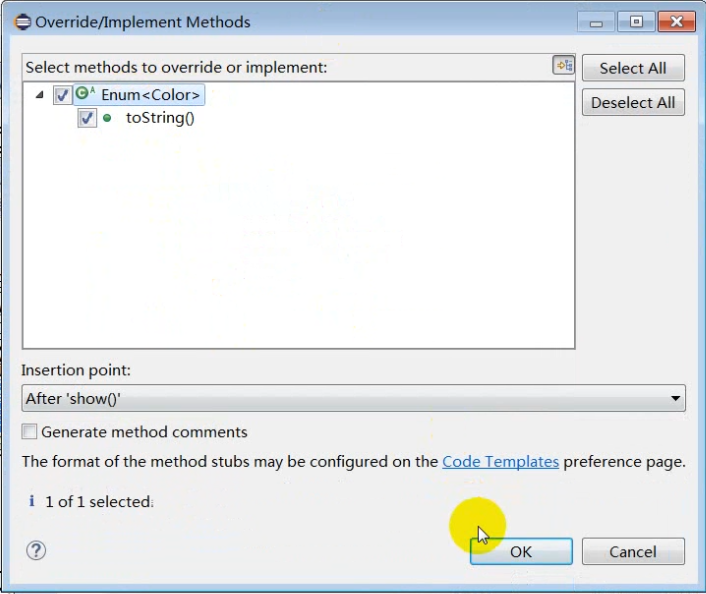 Override/Implement Methods
Select methods to override or implement:
Select All
Enum<Color>
Deselect All
toString()
Insertion point:
After 'show()'
Generate method comments
The format of the method stubs may be configured on the Code Templates preference page.
1 of 1 selected.
OK
Cancel